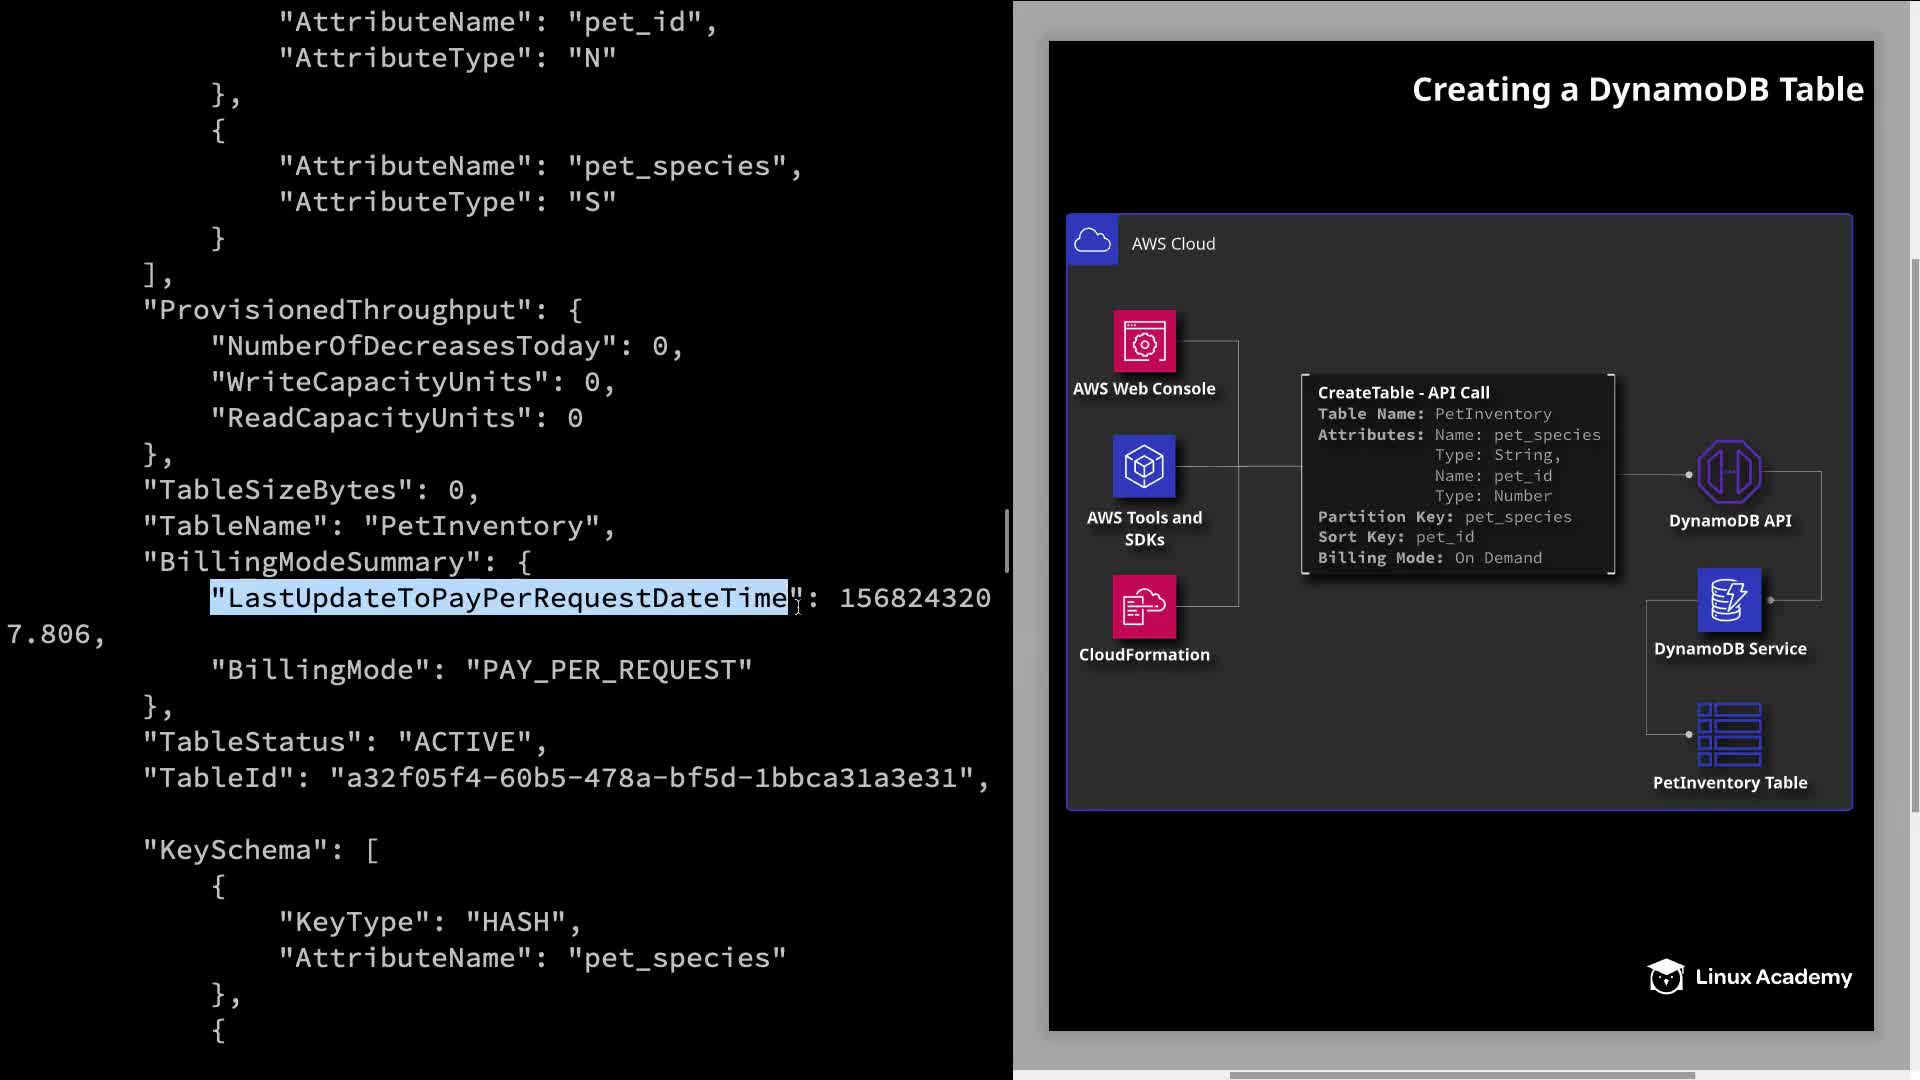 "AttributeName": "pet_id",
"AttributeType": "N"
},
{
"AttributeName": "pet_species",
"AttributeType": "S"
}
],
"ProvisionedThroughput": {
"NumberOfDecreasesToday": 0,
"WriteCapacityUnits": 0,
"ReadCapacityUnits": 0
},
"TableSizeBytes": 0,
"TableName": "PetInventory",
"BillingModeSummary": {
"LastUpdateToPayPerRequestDateTime": 156824320
7.806,
"BillingMode": "PAY_PER_REQUEST"
},
"TableStatus": "ACTIVE",
"TableId": "a32f05f4-60b5-478a-bf5d-1bbca31a3e31",
"KeySchema": [
{
"KeyType": "HASH",
"AttributeName": "pet_species"
},
{
Creating a DynamoDB Table
AWS Cloud
AWS Web Console
AWS Tools and
SDKs
CloudFormation
CreateTable - API Call
Table Name: PetInventory
Attributes: Name: pet_species
Type: String,
Name: pet_id
Type: Number
Partition Key: pet_species
Sort Key: pet_id
Billing Mode: On Demand
DynamoDB API
DynamoDB Service
PetInventory Table
Linux Academy